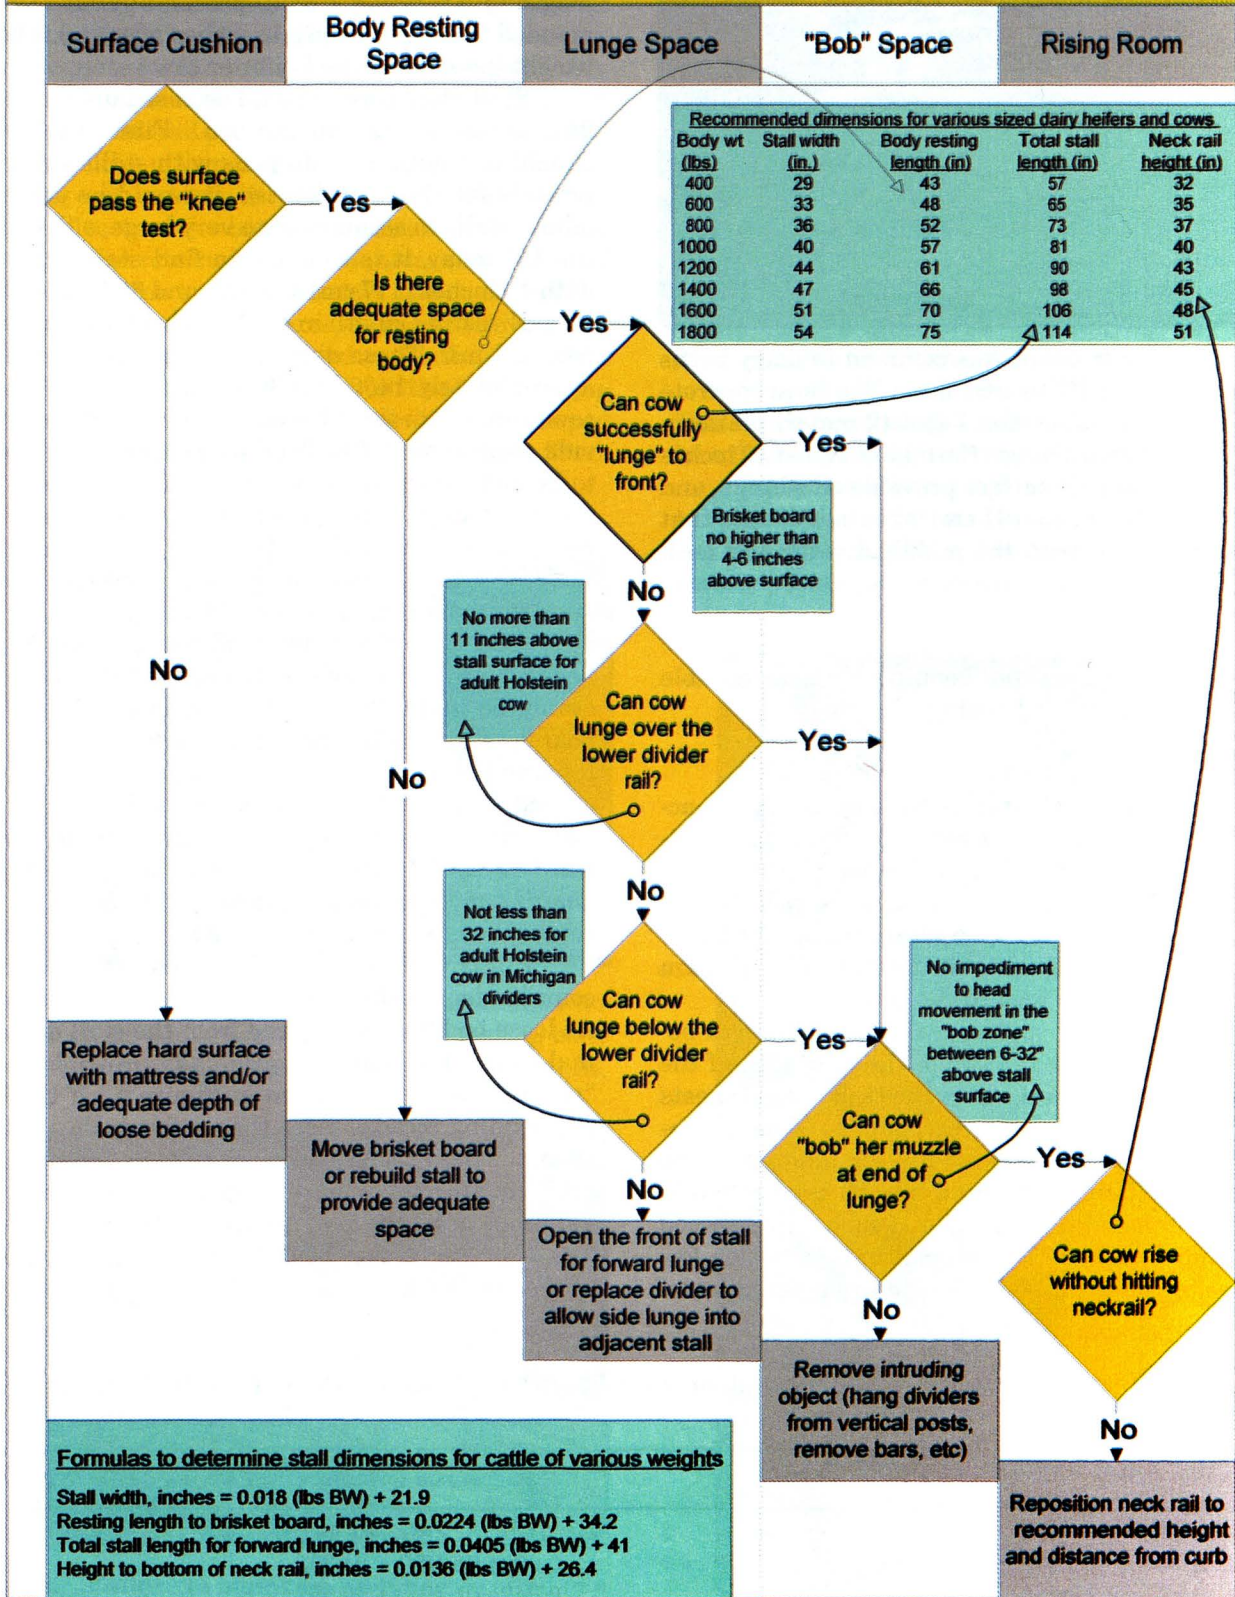 Surface Cushion
Body Resting
Space
Lunge Space
"Bob" Space
Rising Room
Recommended dimensions for various sized dairy heifers and cows
Body wt Stall width Body resting Total stall Neck rail
(lbs) (in.) length (in) length (in) height (in)
400 29 43 57 32
600 33 48 65 35
800 36 52 73 37
1000 40 57 81 40
1200 44 61 90 43
1400 47 66 98 45
1600 51 70 106 48
1800 54 75 114 51
Does surface
pass the "knee"
test?
Yes
Is there
adequate space
for resting
body?
Yes
Can cow
successfully
"lunge" to
front?
Yes
Brisket board
no higher than
4-6 inches
above surface
No
No more than
11 inches above
stall surface for
adult Holstein
cow
No
Can cow
lunge over the
lower divider
rail?
Yes
No
No
Not less than
32 inches for
adult Holstein
cow in Michigan
dividers
Can cow
lunge below the
lower divider
rail?
Yes
No impediment
to head
movement in the
"bob zone"
between 6-32"
above stall
surface
Replace hard surface
with mattress and/or
adequate depth of
loose bedding
Move brisket board
or rebuild stall to
provide adequate
space
No
Can cow
"bob" her muzzle
at end of
lunge?
Yes
Open the front of stall
for forward lunge
or replace divider to
allow side lunge into
adjacent stall
Can cow rise
without hitting
neckrail?
No
Remove intruding
object (hang dividers
from vertical posts,
remove bars, etc)
No
Reposition neck rail to
recommended height
and distance from curb
Formulas to determine stall dimensions for cattle of various weights
Stall width, inches = 0.018 (lbs BW) + 21.9
Resting length to brisket board, inches = 0.0224 (lbs BW) + 34.2
Total stall length for forward lunge, inches = 0.0405 (lbs BW) + 41
Height to bottom of neck rail, inches = 0.0136 (lbs BW) + 26.4